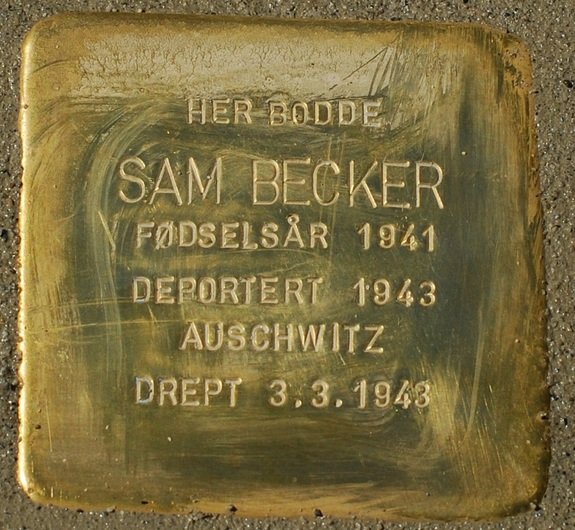 HER BODDE
SAM BECKER
FØDSELSÅR 1941
DEPORTERT 1943
AUSCHWITZ
DREPT 3.3.1943